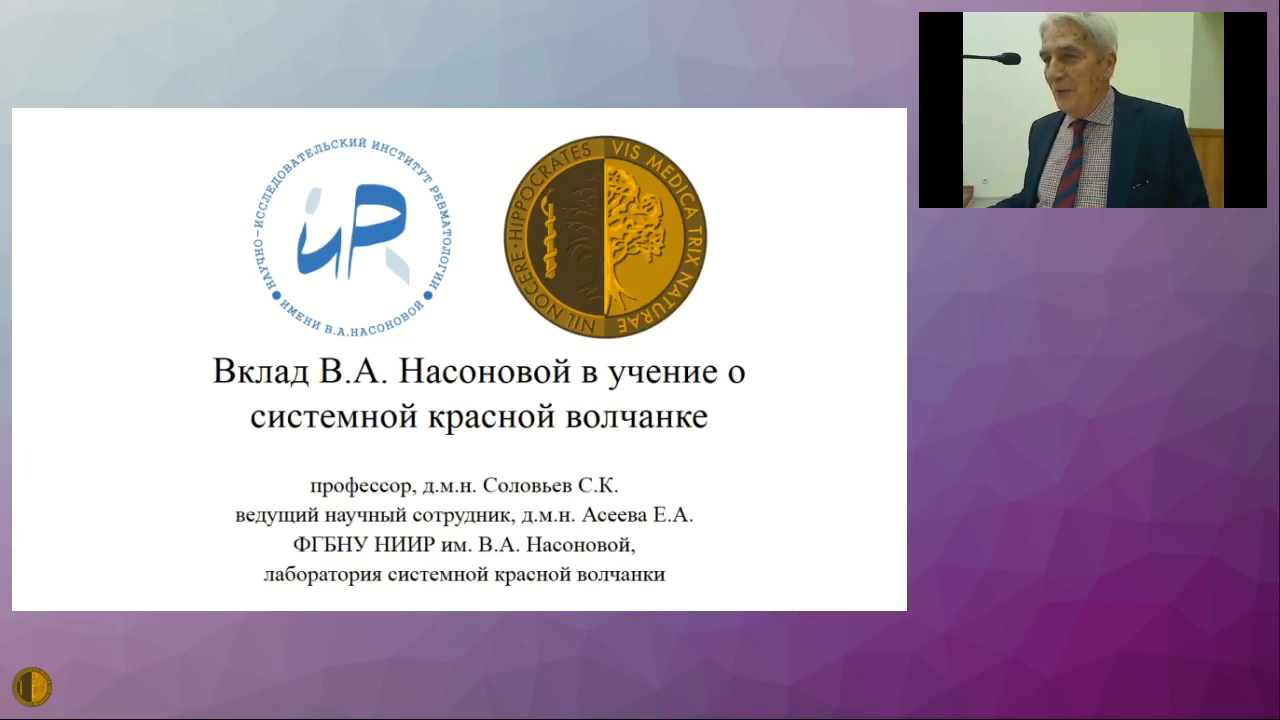 НАУЧНО-ИССЛЕДОВАТЕЛЬСКИЙ ИНСТИТУТ РЕВМАТОЛОГИИ
ИМЕНИ В.А.НАСОНОВОЙ
NIL NOCERE·HIPPOCRATES
VIS MEDICA TRIX NATURAE
Вклад В.А. Насоновой в учение о
системной красной волчанке
профессор, д.м.н. Соловьев С.К.
ведущий научный сотрудник, д.м.н. Асеева Е.А.
ФГБНУ НИИР им. В.А. Насоновой,
лаборатория системной красной волчанки